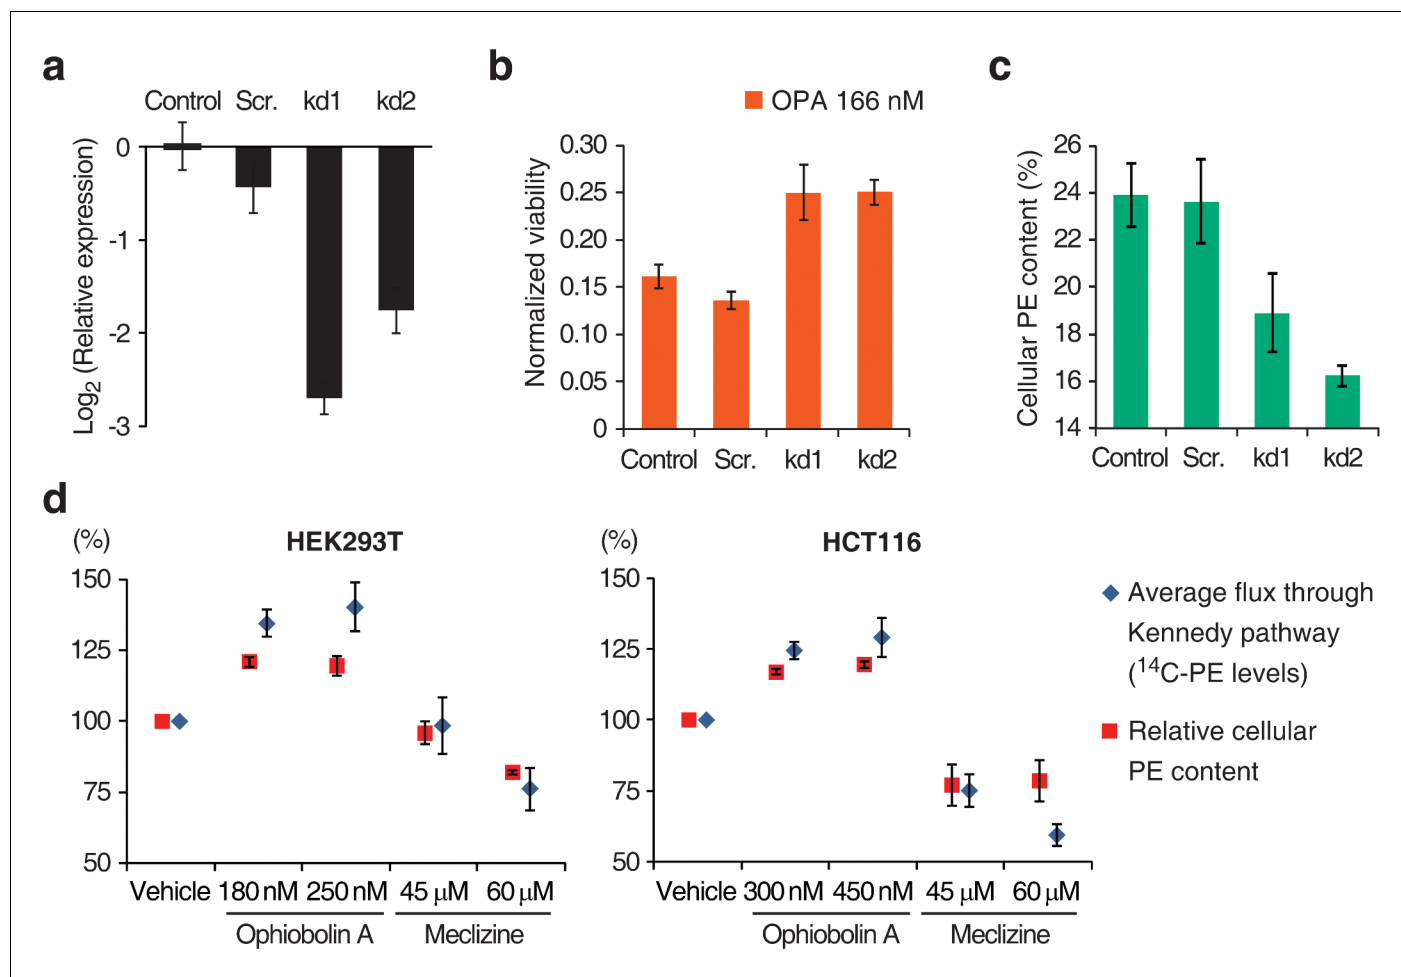 a
Control Scr. kd1 kd2
Log2 (Relative expression)
0
-1
-2
-3
b
OPA 166 nM
Normalized viability
0.30
0.25
0.20
0.15
0.10
0.05
0
Control Scr. kd1 kd2
c
Cellular PE content (%)
26
24
22
20
18
16
14
Control Scr. kd1 kd2
d
(%)
HEK293T
150
125
100
75
50
Vehicle 180 nM 250 nM 45 µM 60 µM
Ophiobolin A Meclizine
(%)
HCT116
150
125
100
75
50
Vehicle 300 nM 450 nM 45 µM 60 µM
Ophiobolin A Meclizine
Average flux through
Kennedy pathway
(14C-PE levels)
Relative cellular
PE content